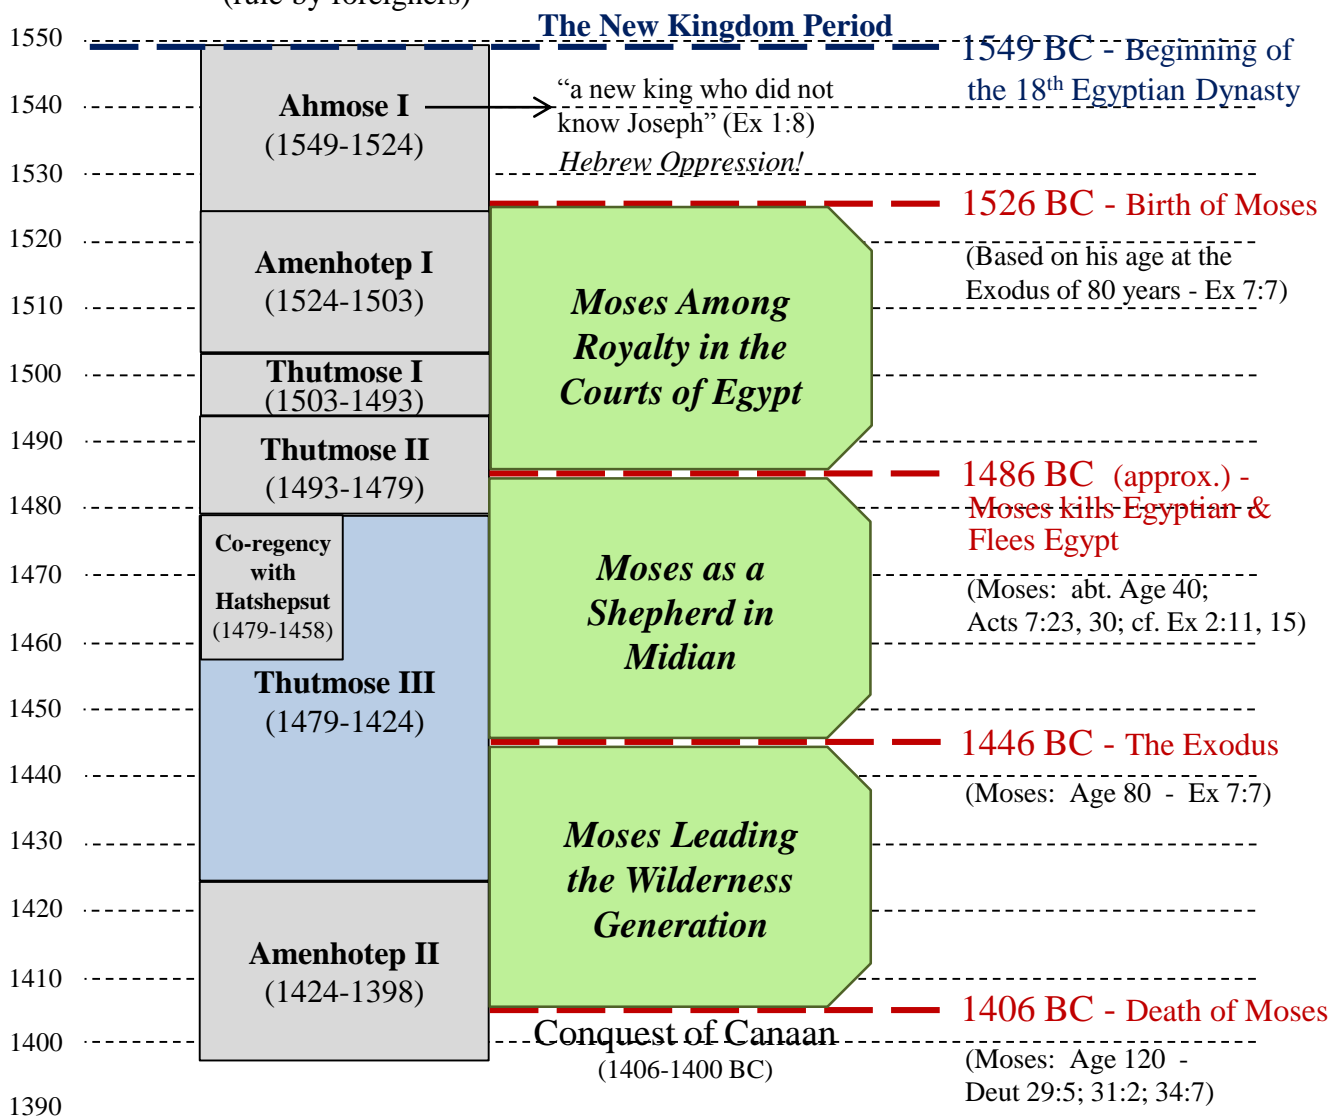 (rule by foreigners)
The New Kingdom Period
1550
1549 BC - Beginning of
the 18th Egyptian Dynasty
1540
Ahmose I
(1549-1524)
“a new king who did not
know Joseph” (Ex 1:8)
Hebrew Oppression!
1530
1526 BC - Birth of Moses
(Based on his age at the
Exodus of 80 years - Ex 7:7)
1520
Amenhotep I
(1524-1503)
1510
Moses Among
Royalty in the
Courts of Egypt
1500
Thutmose I
(1503-1493)
1490
Thutmose II
(1493-1479)
1486 BC (approx.) -
Moses kills Egyptian &
Flees Egypt
(Moses: abt. Age 40;
Acts 7:23, 30; cf. Ex 2:11, 15)
1480
Co-regency
with
Hatshepsut
(1479-1458)
1470
Moses as a
Shepherd in
Midian
1460
Thutmose III
(1479-1424)
1450
1446 BC - The Exodus
(Moses: Age 80 - Ex 7:7)
1440
1430
Moses Leading
the Wilderness
Generation
1420
1410
Amenhotep II
(1424-1398)
1406 BC - Death of Moses
(Moses: Age 120 -
Deut 29:5; 31:2; 34:7)
Conquest of Canaan
(1406-1400 BC)
1400
1390